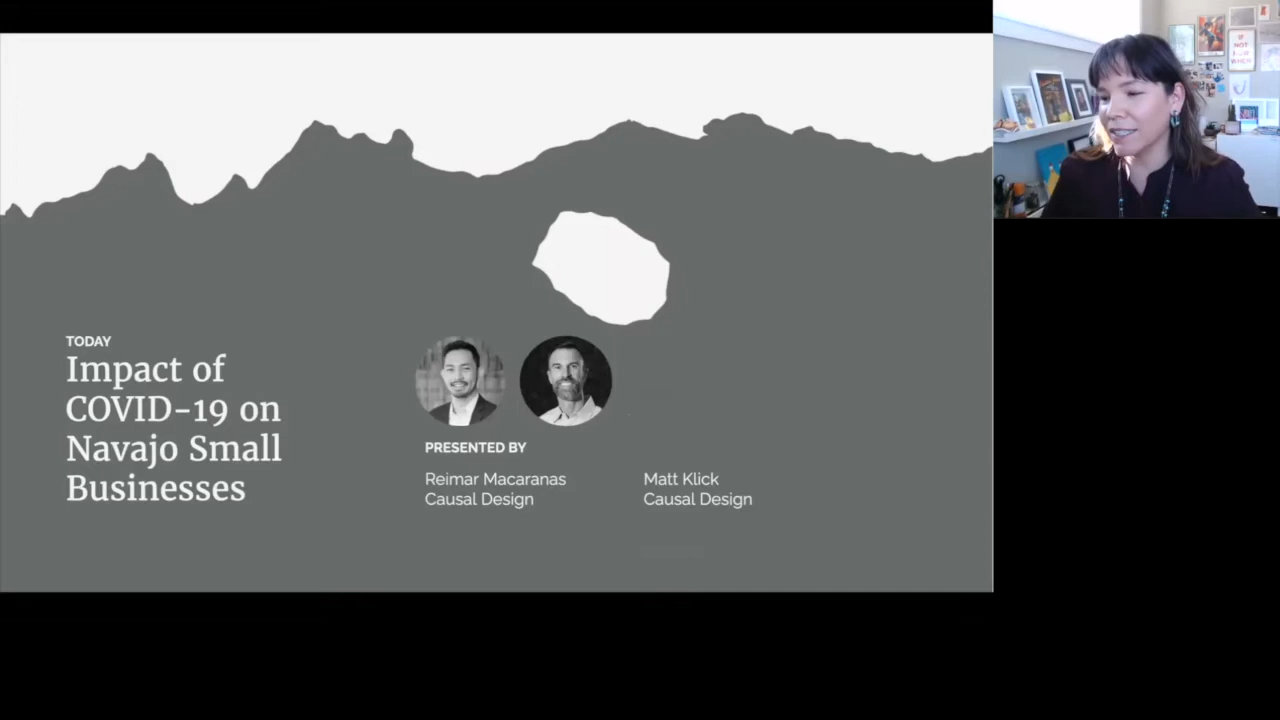 TODAY
Impact of
COVID-19 on
Navajo Small
Businesses
PRESENTED BY
Reimar Macaranas
Causal Design
Matt Klick
Causal Design